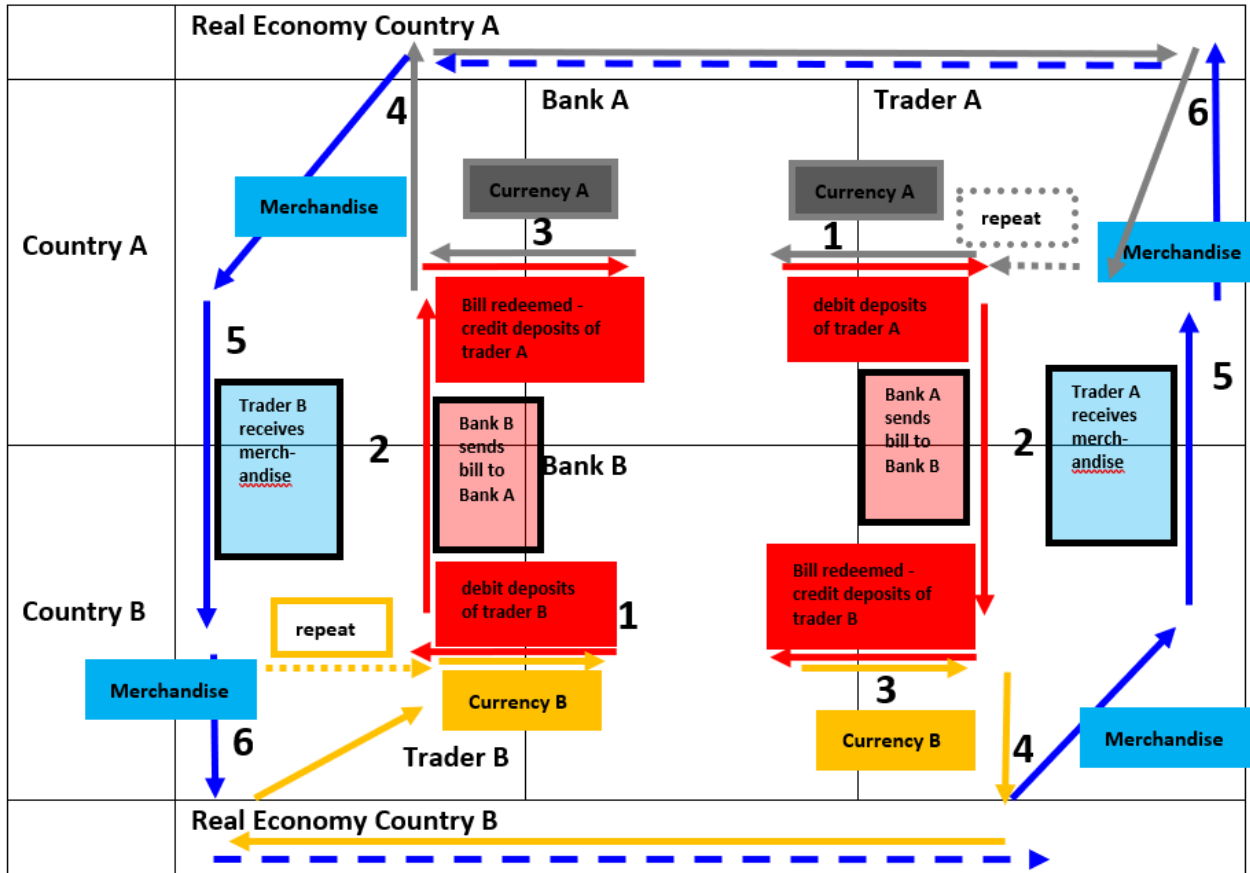 Real Economy Country A
Bank A
Trader A
4
6
Currency A
Currency A
Merchandise
repeat
3
1
Country A
Merchandise
Bill redeemed -
credit deposits of
trader A
debit deposits
of trader A
5
5
Trader B
receives
merch-
andise
2
Bank B
sends
bill to
Bank A
Bank A
sends
bill to
Bank B
2
Trader A
receives
merch-
andise
Bank B
Country B
debit deposits
of trader B
1
Bill redeemed -
credit deposits of
trader B
repeat
Merchandise
Currency B
3
6
Trader B
Currency B
4
Merchandise
Real Economy Country B